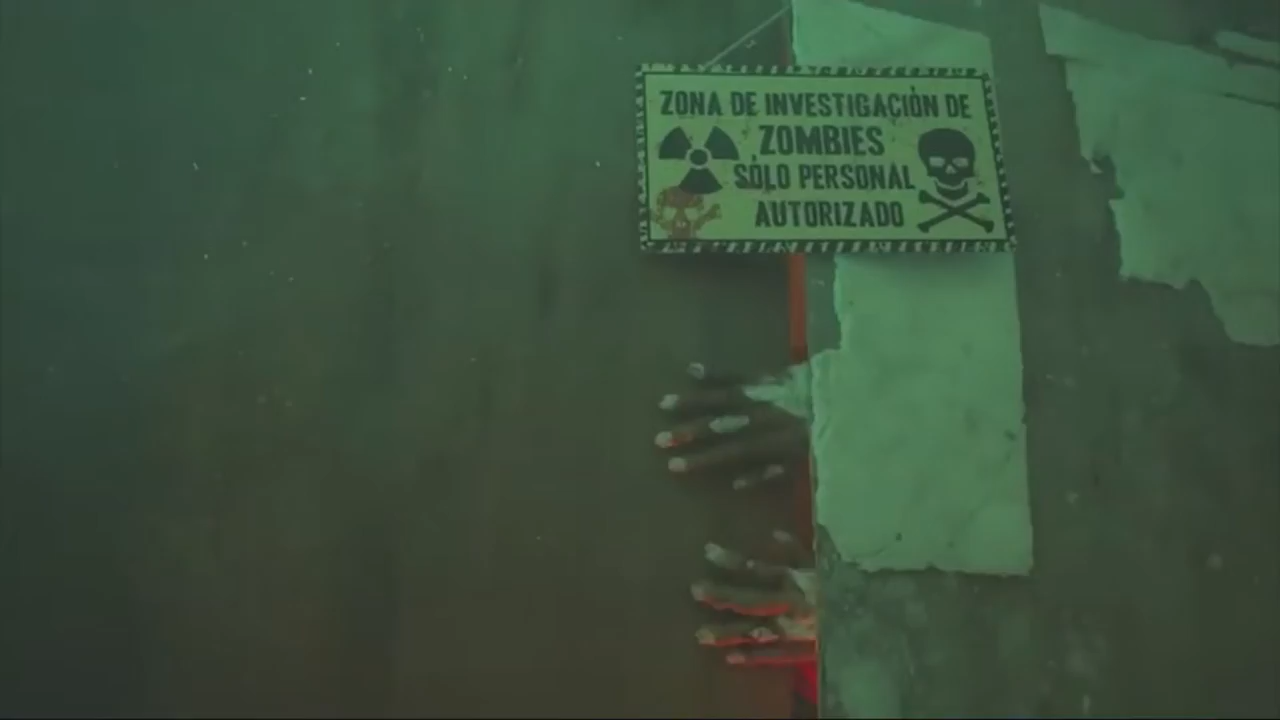 ZONA DE INVESTIGACIÓN DE
ZOMBIES
SÓLO PERSONAL
AUTORIZADO